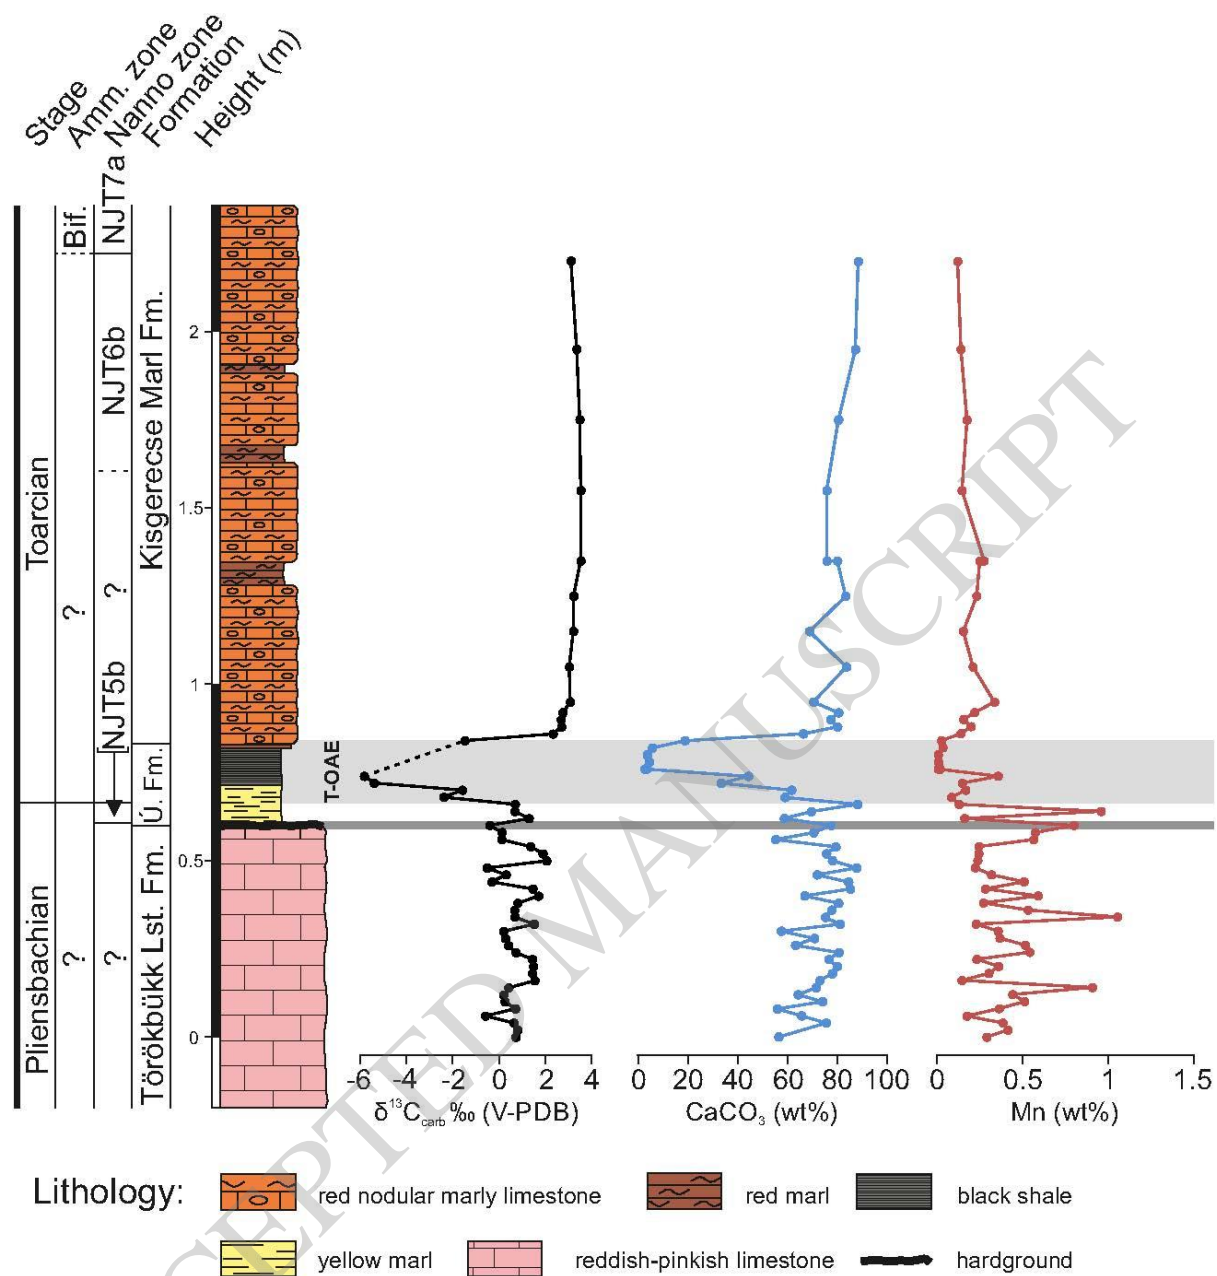 Stage
Amm. zone
Nanno zone
Formation
Height (m)
Toarcian
Pliensbachian
Bif.
?
?
NJT7a
NJT6b
?
NJT5b
?
Kisgerecse Marl Fm.
Ü. Fm.
Törökbükk Lst. Fm.
2
1.5
1
0.5
0
T-OAE
-6 -4 -2 0 2 4
δ¹³C_carb ‰ (V-PDB)
0 20 40 60 80 100
CaCO₃ (wt%)
0 0.5 1 1.5
Mn (wt%)
Lithology:
red nodular marly limestone
red marl
black shale
yellow marl
reddish-pinkish limestone
hardground
CEPTED MANUSCRIPT